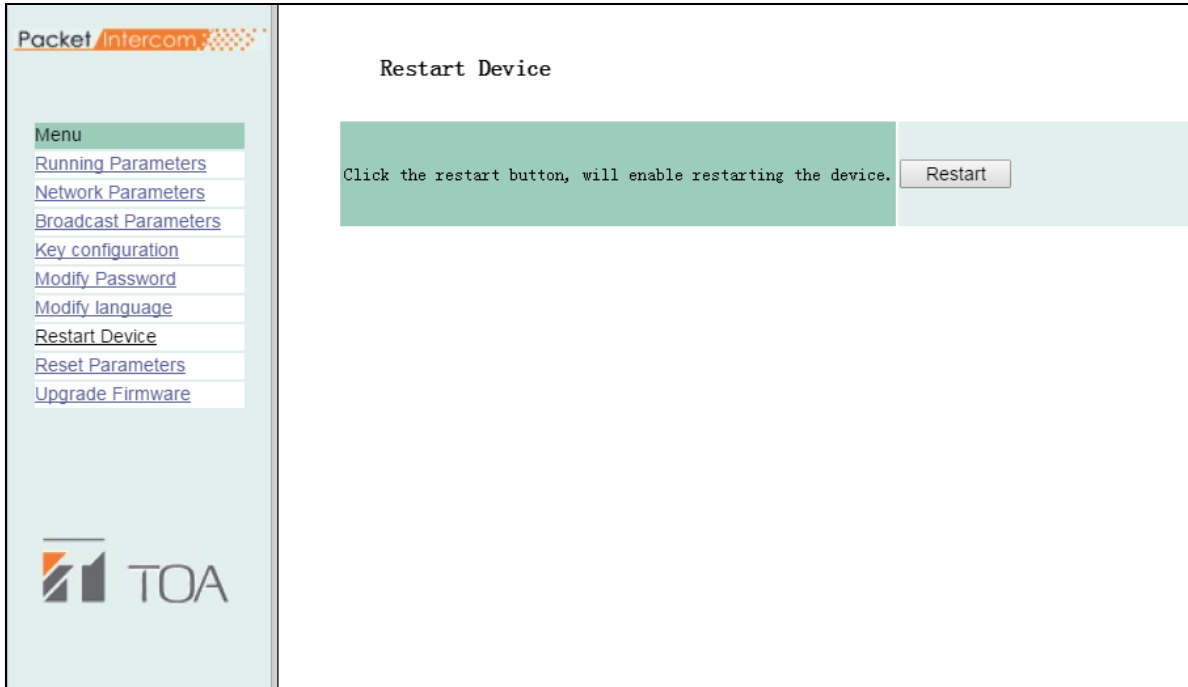 Packet Intercom
Menu
Running Parameters
Network Parameters
Broadcast Parameters
Key configuration
Modify Password
Modify language
Restart Device
Reset Parameters
Upgrade Firmware
TOA
Restart Device
Click the restart button, will enable restarting the device.
Restart